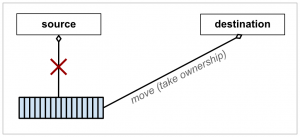 source
destination
move (take ownership)